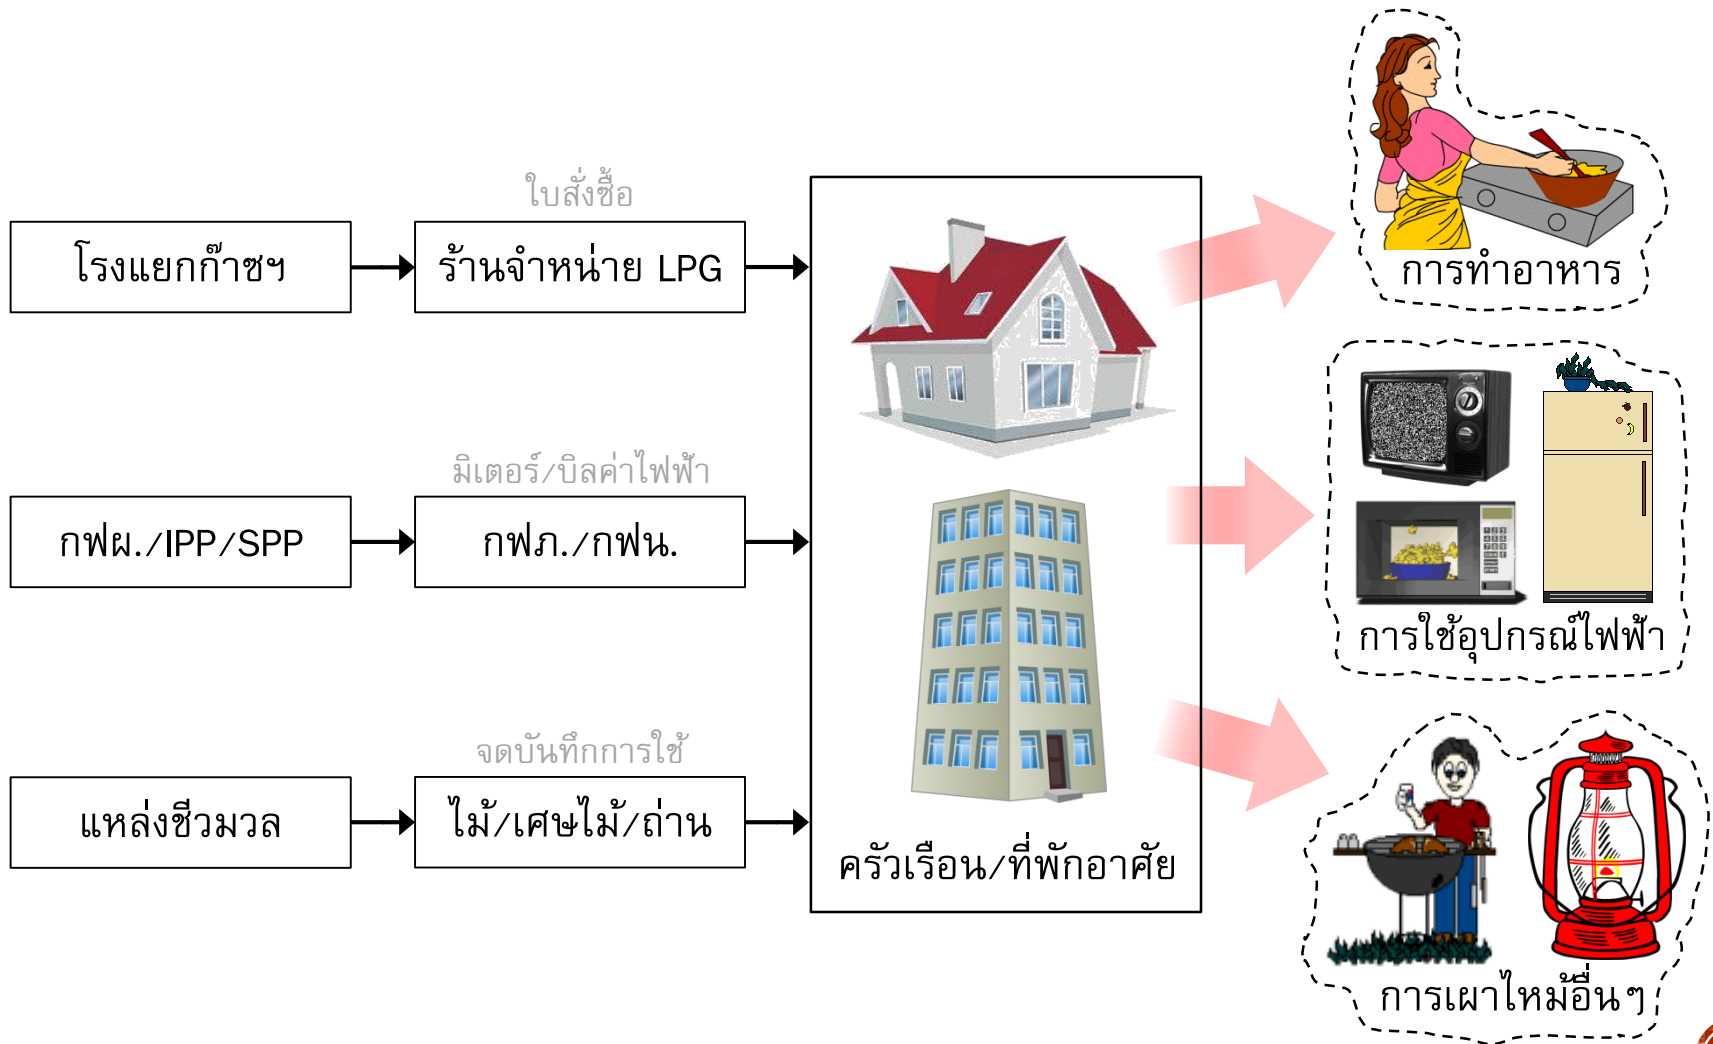 ใบสั่งซื้อ
โรงแยกก๊าซฯ
ร้านจำหน่าย LPG
การทำอาหาร
มิเตอร์/บิลค่าไฟฟ้า
กฟผ./IPP/SPP
กฟภ./กฟน.
การใช้อุปกรณ์ไฟฟ้า
จดบันทึกการใช้
แหล่งชีวมวล
ไม้/เศษไม้/ถ่าน
ครัวเรือน/ที่พักอาศัย
การเผาไหม้อื่นๆ